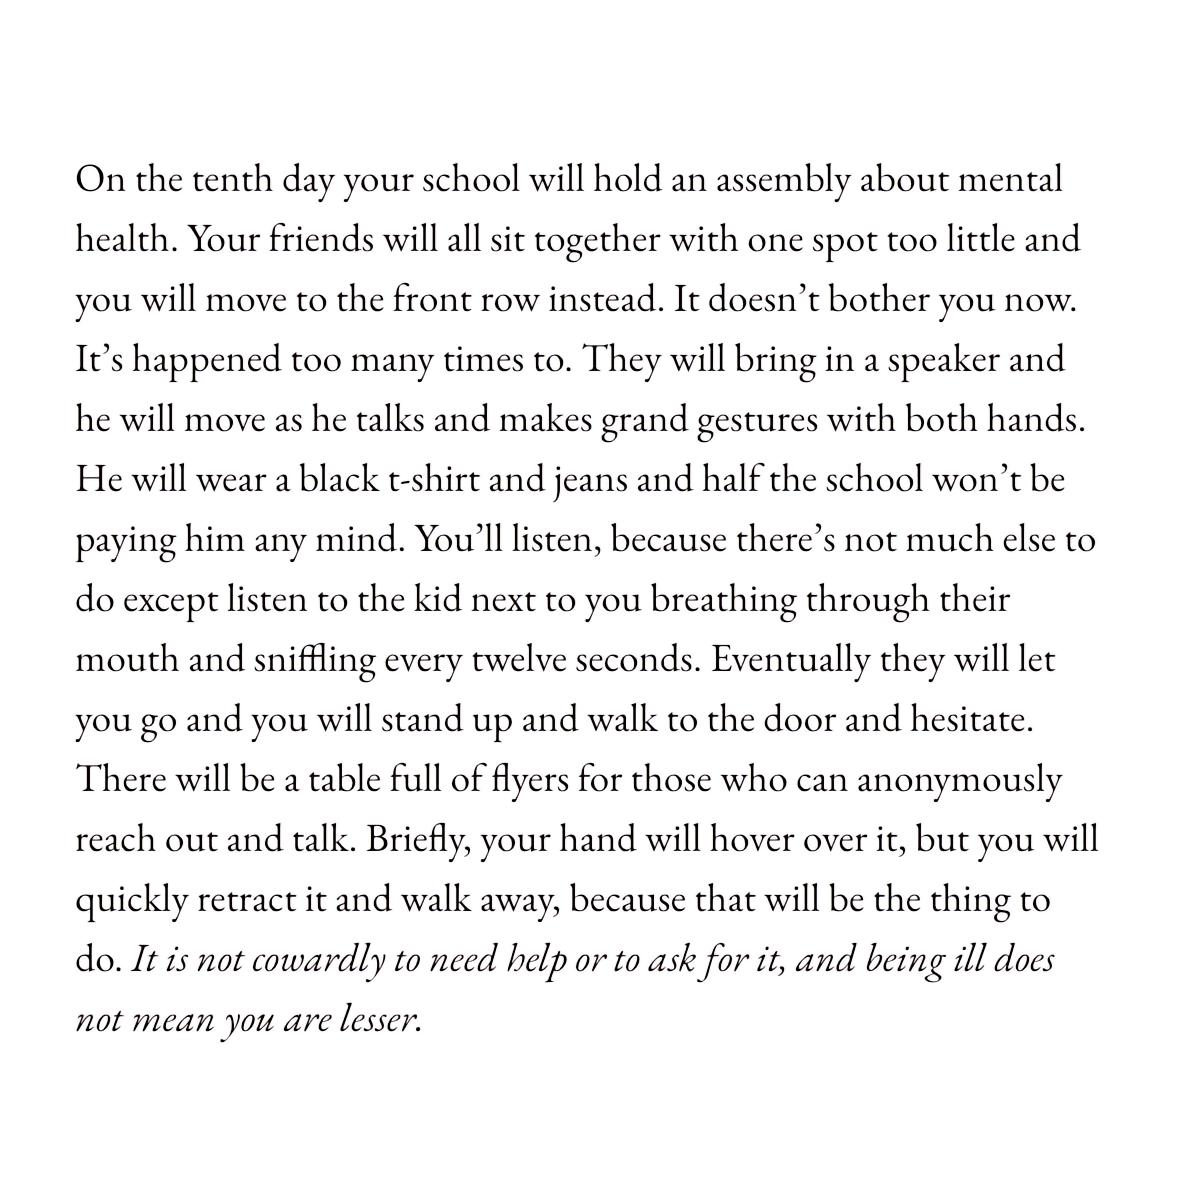 On the tenth day your school will hold an assembly about mental
health. Your friends will all sit together with one spot too little and
you will move to the front row instead. It doesn’t bother you now.
It’s happened too many times to. They will bring in a speaker and
he will move as he talks and makes grand gestures with both hands.
He will wear a black t-shirt and jeans and half the school won’t be
paying him any mind. You’ll listen, because there’s not much else to
do except listen to the kid next to you breathing through their
mouth and sniffling every twelve seconds. Eventually they will let
you go and you will stand up and walk to the door and hesitate.
There will be a table full of flyers for those who can anonymously
reach out and talk. Briefly, your hand will hover over it, but you will
quickly retract it and walk away, because that will be the thing to
do. It is not cowardly to need help or to ask for it, and being ill does
not mean you are lesser.